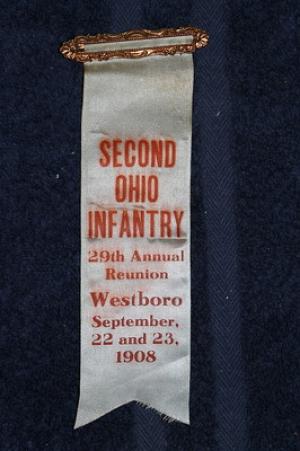 SECOND
OHIO
INFANTRY
29th Annual
Reunion
Westboro
September,
22 and 23,
1908